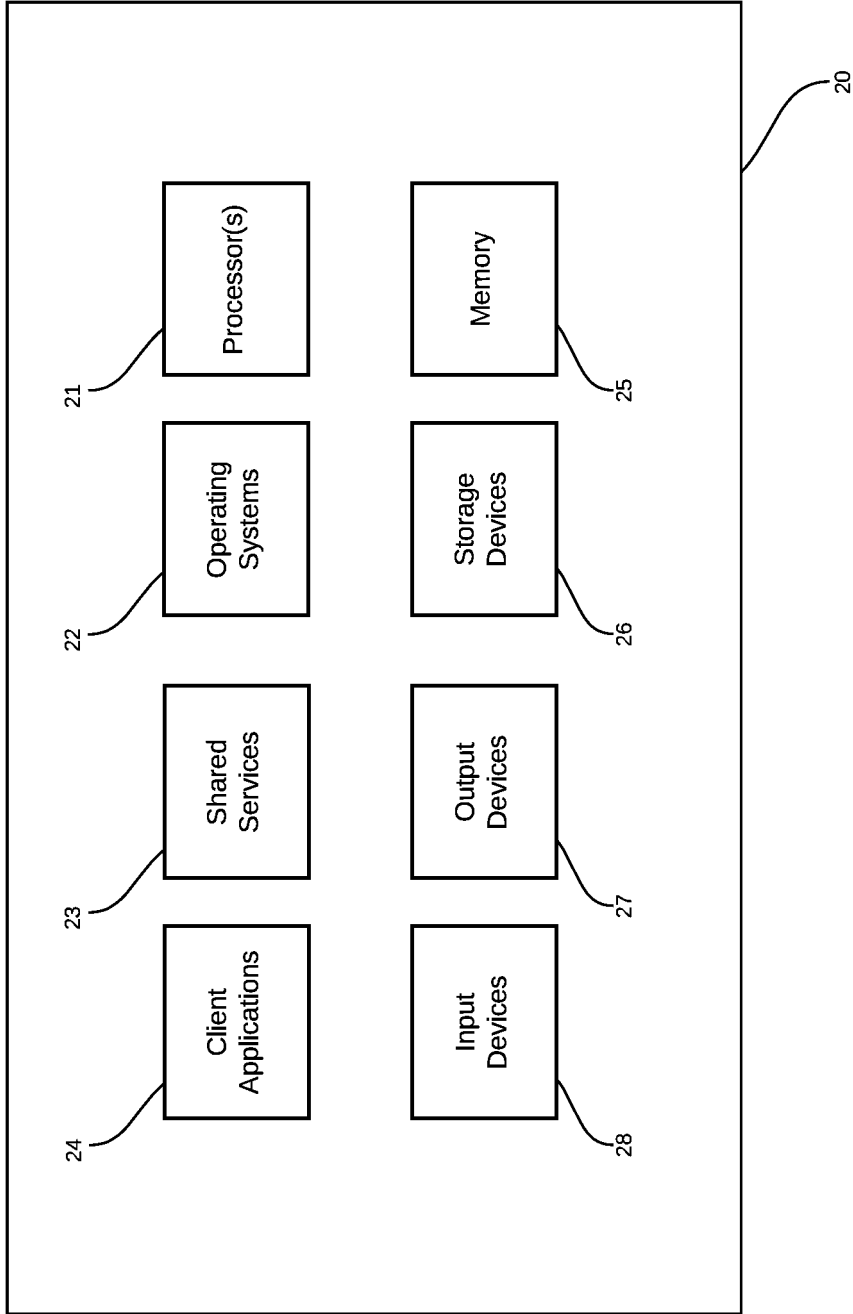 24
23
22
21
Client
Applications
Shared
Services
Operating
Systems
Processor(s)
Input
Devices
Output
Devices
Storage
Devices
Memory
28
27
26
25
20